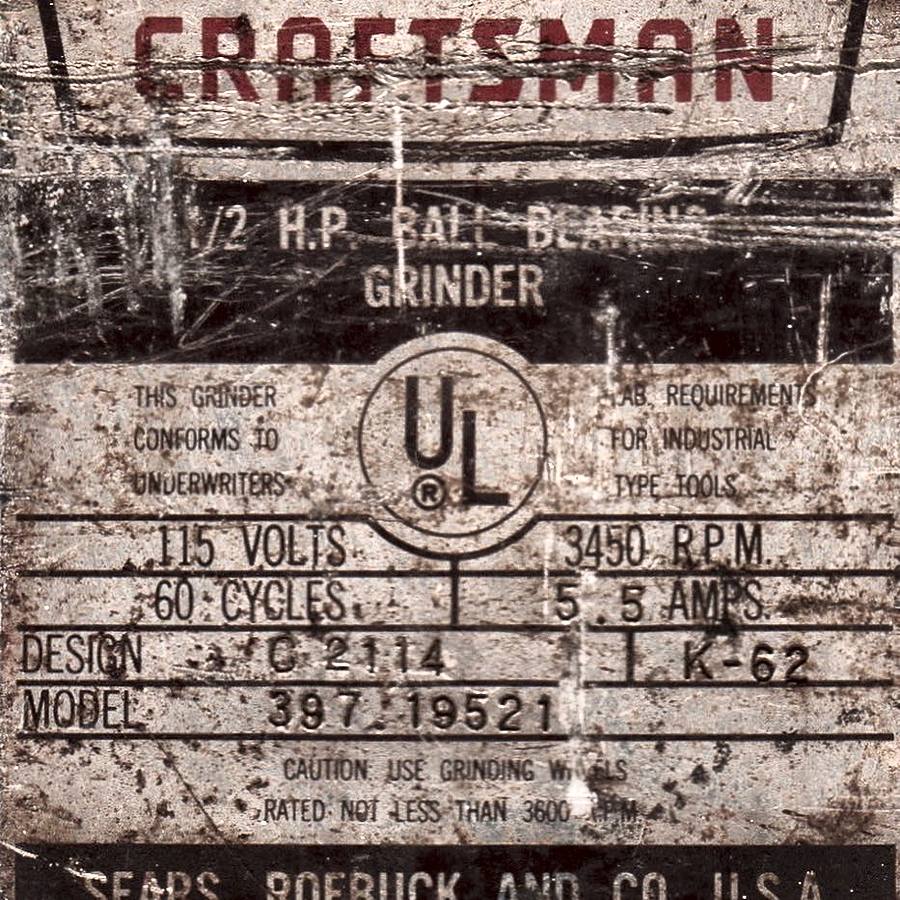 CRAFTSMAN
1/2 H.P. BALL BEARING
GRINDER
THIS GRINDER
CONFORMS TO
UNDERWRITERS
UL
®
LAB. REQUIREMENTS
FOR INDUSTRIAL
TYPE TOOLS
115 VOLTS 3450 R.P.M.
60 CYCLES 5.5 AMPS.
DESIGN C 2114 K-62
MODEL 397.19521
CAUTION USE GRINDING WHEELS
RATED NOT LESS THAN 3600 R.P.M.
SEARS, ROEBUCK AND CO. U.S.A.